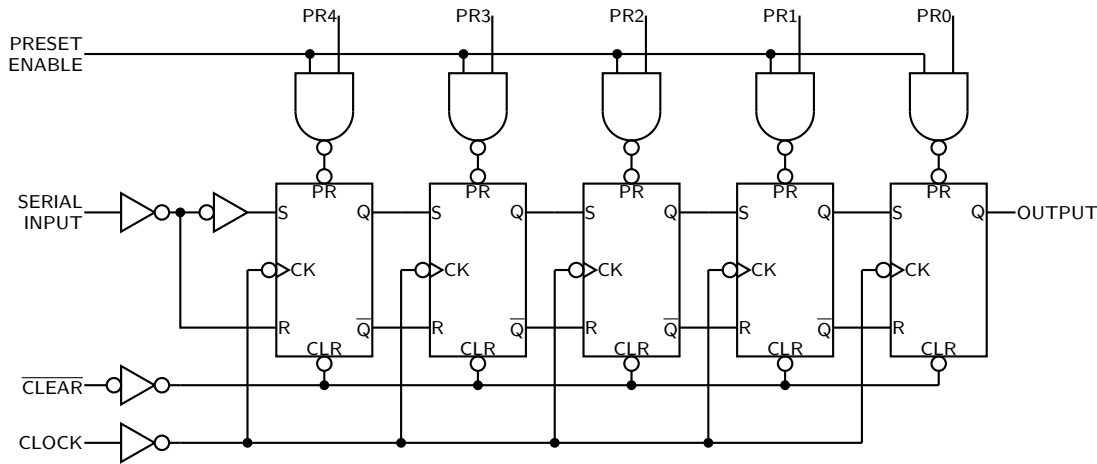 PR4 PR3 PR2 PR1 PR0
PRESET
ENABLE
PR PR PR PR PR
SERIAL
INPUT
S Q S Q S Q S Q S Q OUTPUT
CK CK CK CK CK
R Q̅ R Q̅ R Q̅ R Q̅ R
CLR CLR CLR CLR CLR
C̅L̅E̅A̅R̅
CLOCK